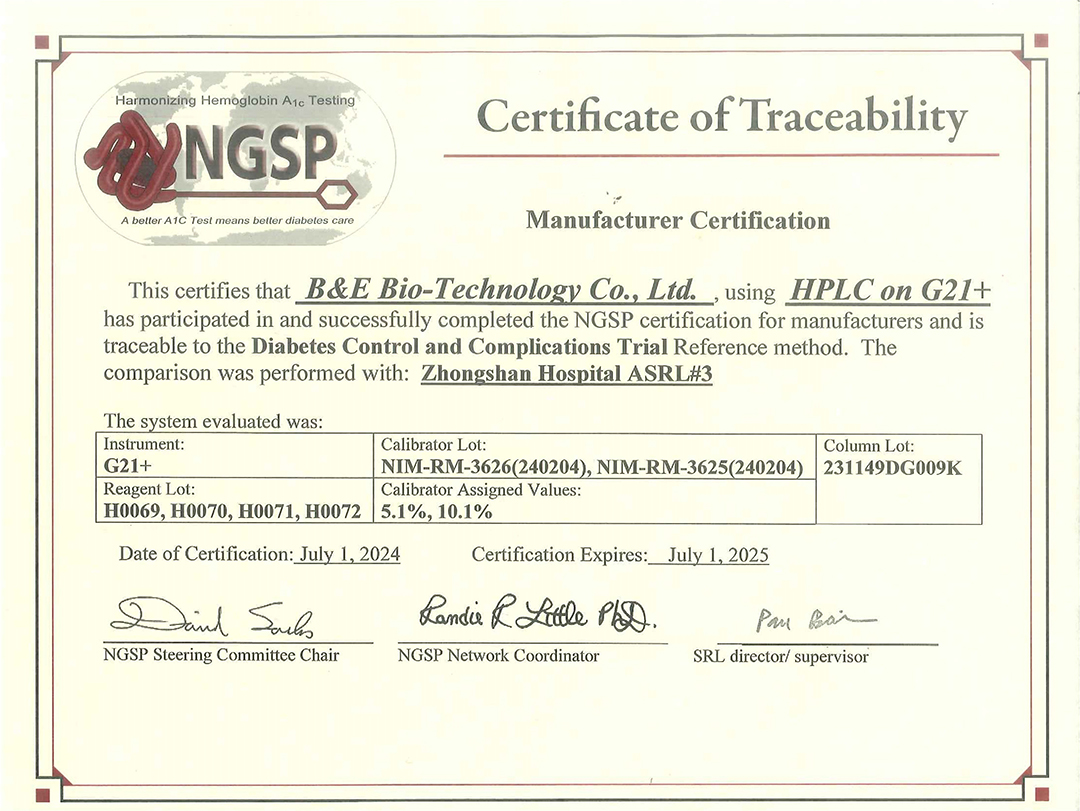 Harmonizing Hemoglobin A1c Testing
NGSP
A better A1C Test means better diabetes care
Certificate of Traceability
Manufacturer Certification
This certifies that B&E Bio-Technology Co., Ltd. , using HPLC on G21+
has participated in and successfully completed the NGSP certification for manufacturers and is
traceable to the Diabetes Control and Complications Trial Reference method. The
comparison was performed with: Zhongshan Hospital ASRL#3
The system evaluated was:
Instrument:
G21+
Calibrator Lot:
NIM-RM-3626(240204), NIM-RM-3625(240204)
Column Lot:
231149DG009K
Reagent Lot:
H0069, H0070, H0071, H0072
Calibrator Assigned Values:
5.1%, 10.1%
Date of Certification: July 1, 2024 Certification Expires: July 1, 2025
David Sacks
Randie R Little PhD.
NGSP Steering Committee Chair
NGSP Network Coordinator
SRL director/ supervisor